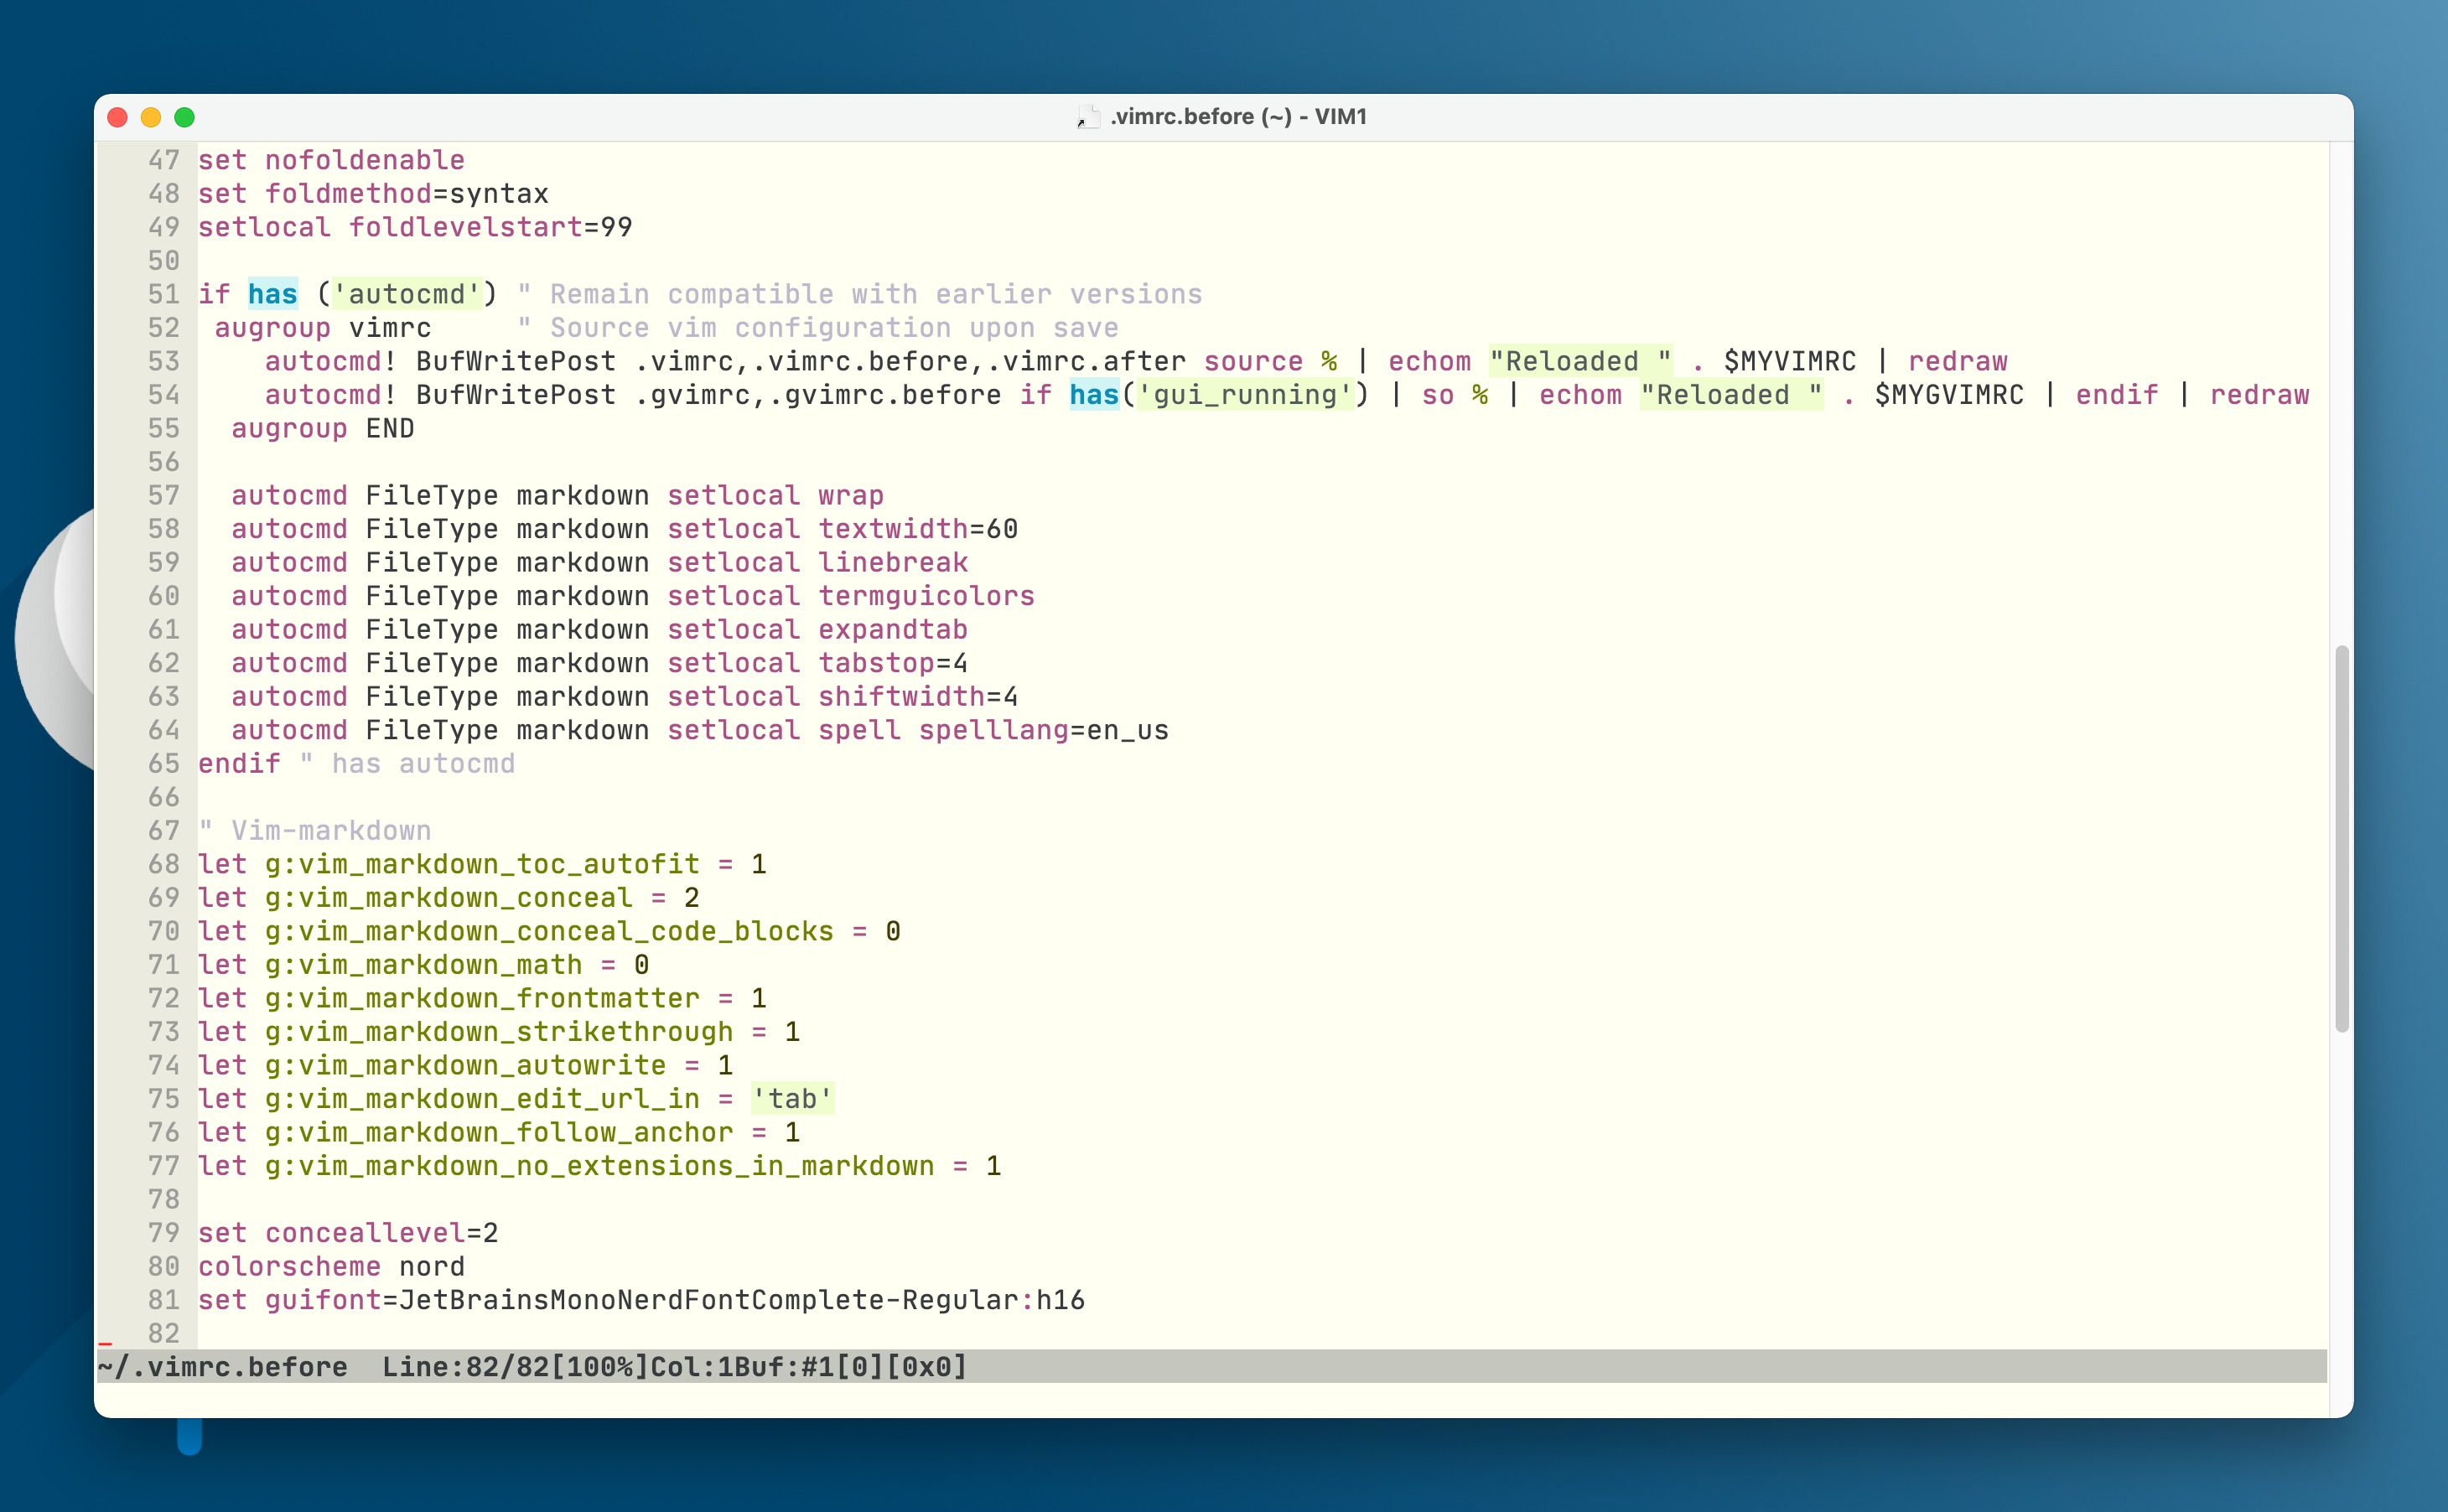 .vimrc.before (~) - VIM1
47 set nofoldenable
48 set foldmethod=syntax
49 setlocal foldlevelstart=99
50
51 if has ('autocmd') " Remain compatible with earlier versions
52  augroup vimrc     " Source vim configuration upon save
53     autocmd! BufWritePost .vimrc,.vimrc.before,.vimrc.after source % | echom "Reloaded " . $MYVIMRC | redraw
54     autocmd! BufWritePost .gvimrc,.gvimrc.before if has('gui_running') | so % | echom "Reloaded " . $MYGVIMRC | endif | redraw
55   augroup END
56
57   autocmd FileType markdown setlocal wrap
58   autocmd FileType markdown setlocal textwidth=60
59   autocmd FileType markdown setlocal linebreak
60   autocmd FileType markdown setlocal termguicolors
61   autocmd FileType markdown setlocal expandtab
62   autocmd FileType markdown setlocal tabstop=4
63   autocmd FileType markdown setlocal shiftwidth=4
64   autocmd FileType markdown setlocal spell spelllang=en_us
65 endif " has autocmd
66
67 " Vim-markdown
68 let g:vim_markdown_toc_autofit = 1
69 let g:vim_markdown_conceal = 2
70 let g:vim_markdown_conceal_code_blocks = 0
71 let g:vim_markdown_math = 0
72 let g:vim_markdown_frontmatter = 1
73 let g:vim_markdown_strikethrough = 1
74 let g:vim_markdown_autowrite = 1
75 let g:vim_markdown_edit_url_in = 'tab'
76 let g:vim_markdown_follow_anchor = 1
77 let g:vim_markdown_no_extensions_in_markdown = 1
78
79 set conceallevel=2
80 colorscheme nord
81 set guifont=JetBrainsMonoNerdFontComplete-Regular:h16
82
~/.vimrc.before  Line:82/82[100%]Col:1Buf:#1[0][0x0]